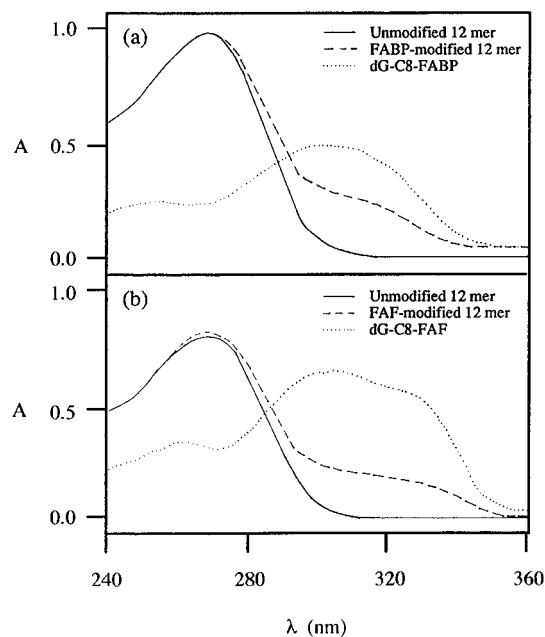 1.0
(a)
Unmodified 12 mer
FABP-modified 12 mer
dG-C8-FABP
A
0.5
0.0
1.0
(b)
Unmodified 12 mer
FAF-modified 12 mer
dG-C8-FAF
A
0.5
0.0
240 280 320 360
λ (nm)